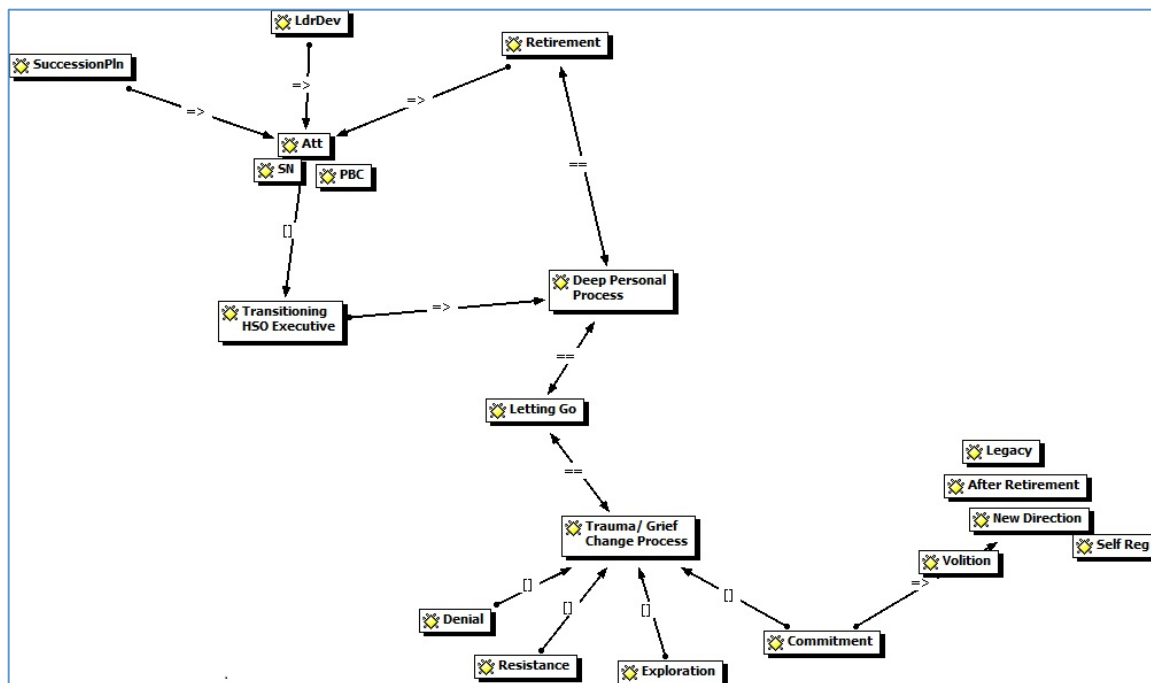 LdrDev
Retirement
SuccessionPln
=>
=>
=>
Att
==
SN
PBC
[]
Deep Personal
Process
Transitioning
HSO Executive
=>
==
Letting Go
==
Legacy
After Retirement
New Direction
Trauma/ Grief
Change Process
Self Reg
Volition
=>
[]
[]
[]
[]
Denial
Commitment
Resistance
Exploration